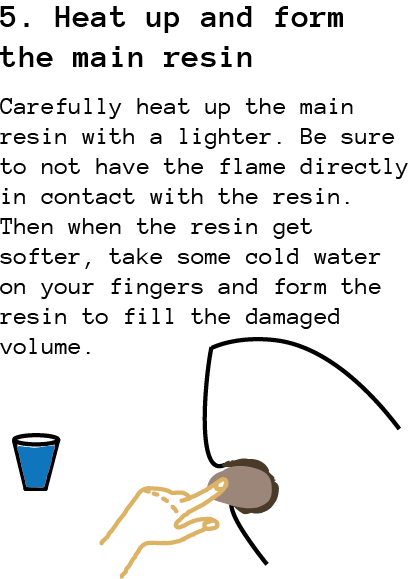 5. Heat up and form
the main resin
Carefully heat up the main
resin with a lighter. Be sure
to not have the flame directly
in contact with the resin.
Then when the resin get
softer, take some cold water
on your fingers and form the
resin to fill the damaged
volume.